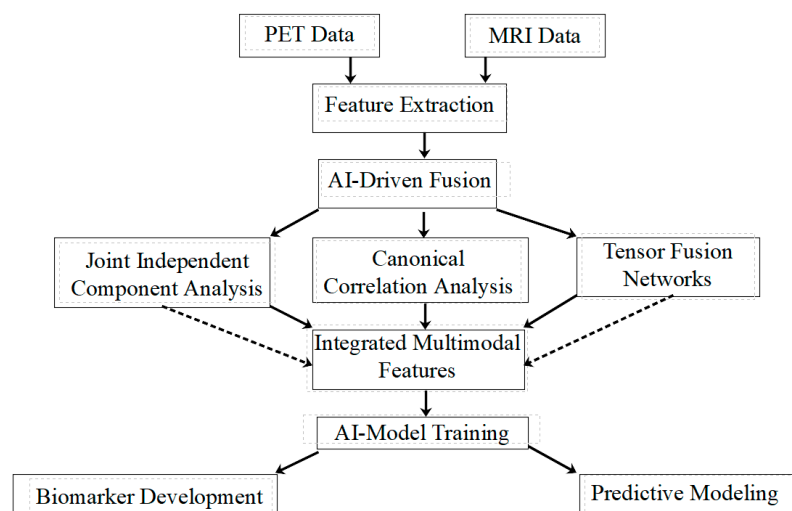 PET Data
MRI Data
Feature Extraction
AI-Driven Fusion
Joint Independent
Component Analysis
Canonical
Correlation Analysis
Tensor Fusion
Networks
Integrated Multimodal
Features
AI-Model Training
Biomarker Development
Predictive Modeling